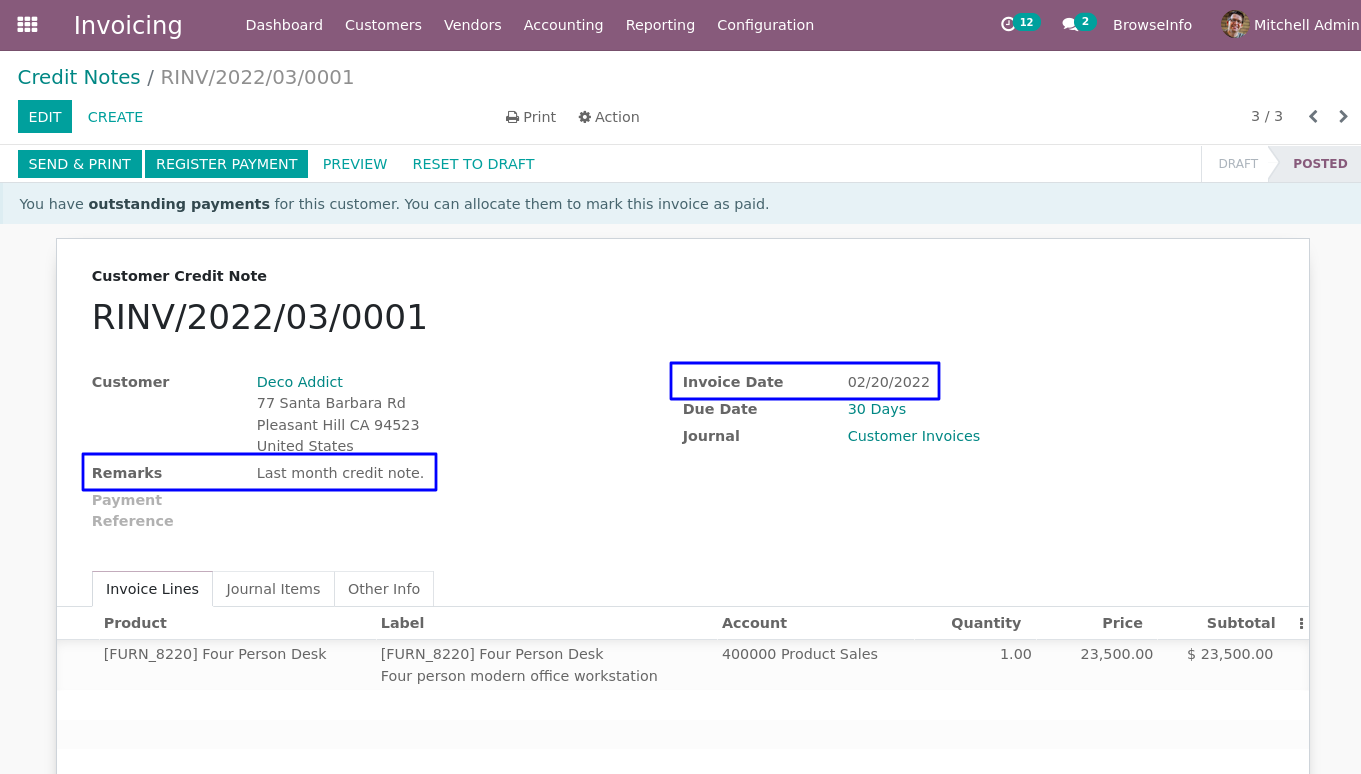 Invoicing Dashboard Customers Vendors Accounting Reporting Configuration 12 2 BrowseInfo Mitchell Admin
Credit Notes / RINV/2022/03/0001
EDIT CREATE Print Action 3 / 3
SEND & PRINT REGISTER PAYMENT PREVIEW RESET TO DRAFT DRAFT POSTED
You have outstanding payments for this customer. You can allocate them to mark this invoice as paid.
Customer Credit Note
RINV/2022/03/0001
Customer Deco Addict Invoice Date 02/20/2022
77 Santa Barbara Rd Due Date 30 Days
Pleasant Hill CA 94523 Journal Customer Invoices
United States
Remarks Last month credit note.
Payment
Reference
Invoice Lines Journal Items Other Info
Product Label Account Quantity Price Subtotal
[FURN_8220] Four Person Desk [FURN_8220] Four Person Desk 400000 Product Sales 1.00 23,500.00 $ 23,500.00
Four person modern office workstation